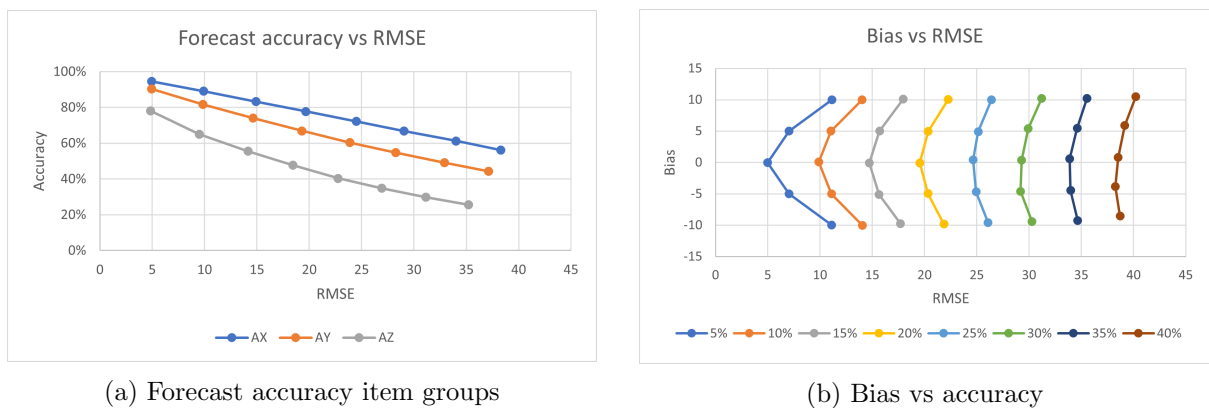 Forecast accuracy vs RMSE
100%
80%
60%
40%
20%
0%
Accuracy
0 5 10 15 20 25 30 35 40 45
RMSE
AX AY AZ
(a) Forecast accuracy item groups
Bias vs RMSE
15
10
5
0
-5
-10
-15
Bias
0 5 10 15 20 25 30 35 40 45
RMSE
5% 10% 15% 20% 25% 30% 35% 40%
(b) Bias vs accuracy